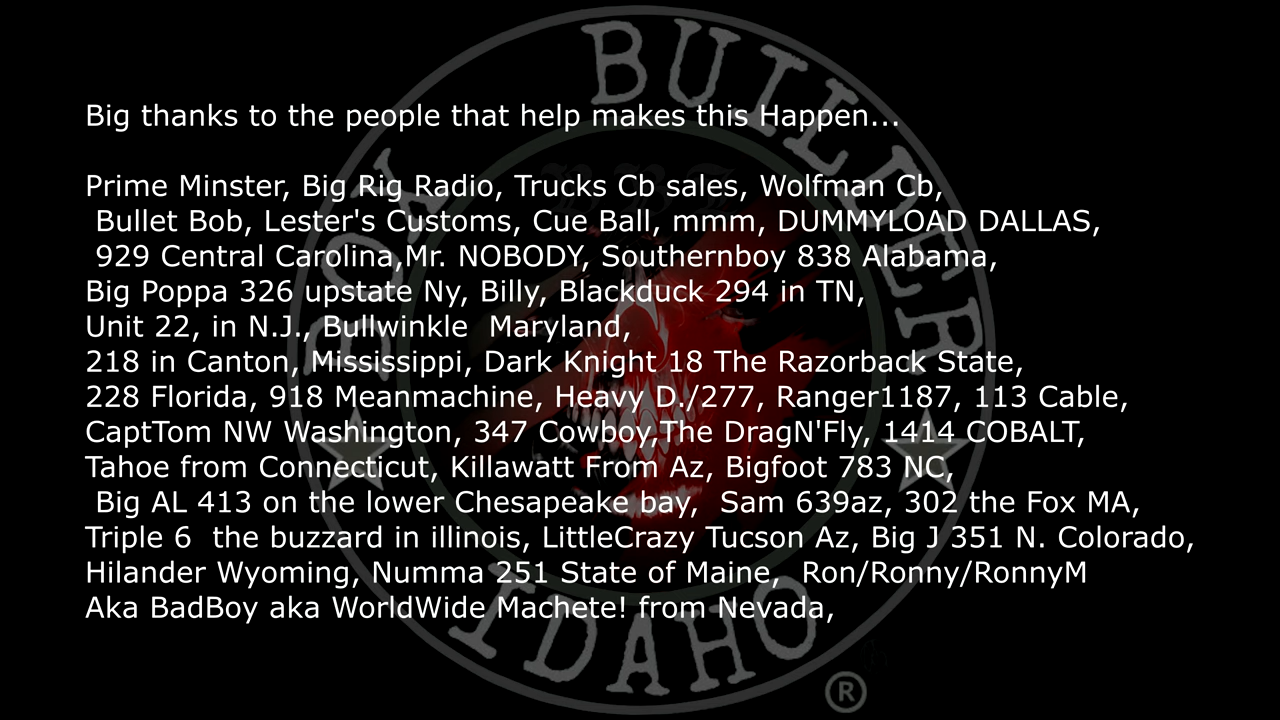 Big thanks to the people that help makes this Happen...
Prime Minster, Big Rig Radio, Trucks Cb sales, Wolfman Cb,
Bullet Bob, Lester's Customs, Cue Ball, mmm, DUMMYLOAD DALLAS,
929 Central Carolina,Mr. NOBODY, Southernboy 838 Alabama,
Big Poppa 326 upstate Ny, Billy, Blackduck 294 in TN,
Unit 22, in N.J., Bullwinkle  Maryland,
218 in Canton, Mississippi, Dark Knight 18 The Razorback State,
228 Florida, 918 Meanmachine, Heavy D./277, Ranger1187, 113 Cable,
CaptTom NW Washington, 347 Cowboy,The DragN'Fly, 1414 COBALT,
Tahoe from Connecticut, Killawatt From Az, Bigfoot 783 NC,
Big AL 413 on the lower Chesapeake bay,  Sam 639az, 302 the Fox MA,
Triple 6  the buzzard in illinois, LittleCrazy Tucson Az, Big J 351 N. Colorado,
Hilander Wyoming, Numma 251 State of Maine,  Ron/Ronny/RonnyM
Aka BadBoy aka WorldWide Machete! from Nevada,
BOX BUILDER
IDAHO
®